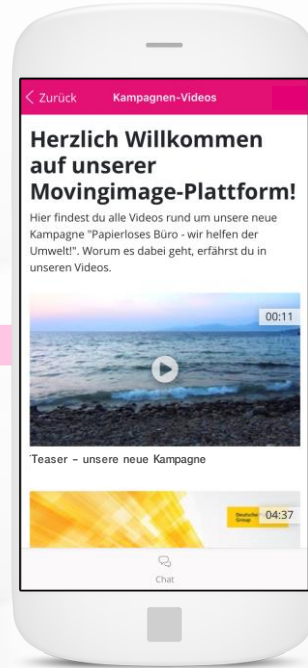 Zurück Kampagnen-Videos
Herzlich Willkommen
auf unserer
Movingimage-Plattform!
Hier findest du alle Videos rund um unsere neue
Kampagne "Papierloses Büro - wir helfen der
Umwelt!". Worum es dabei geht, erfährst du in
unseren Videos.
00:11
Teaser – unsere neue Kampagne
Group
04:37
Chat